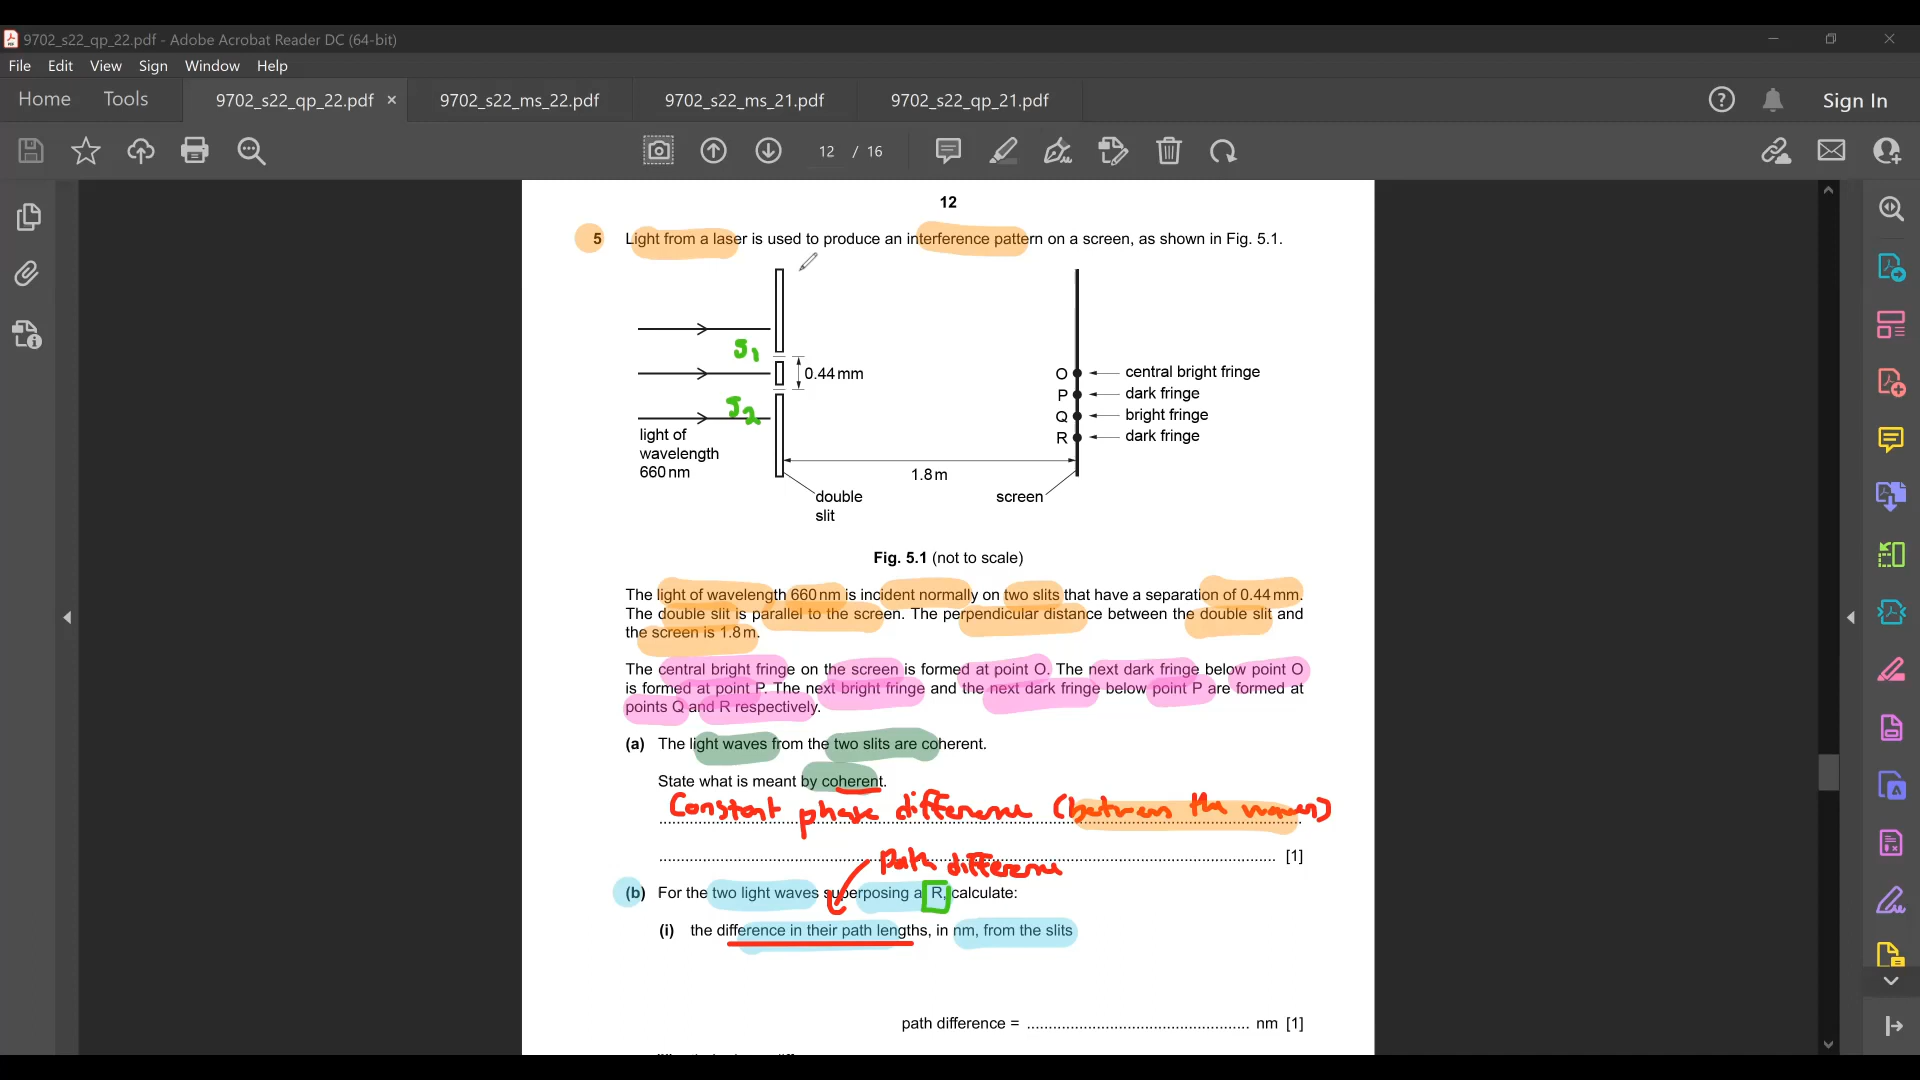 9702_s22_qp_22.pdf - Adobe Acrobat Reader DC (64-bit)
File Edit View Sign Window Help
Home Tools 9702_s22_qp_22.pdf × 9702_s22_ms_22.pdf 9702_s22_ms_21.pdf 9702_s22_qp_21.pdf Sign In
12 / 16
12
5 Light from a laser is used to produce an interference pattern on a screen, as shown in Fig. 5.1.
S1
0.44 mm
S2
light of
wavelength
660 nm
O central bright fringe
P dark fringe
Q bright fringe
R dark fringe
1.8 m
double
slit
screen
Fig. 5.1 (not to scale)
The light of wavelength 660 nm is incident normally on two slits that have a separation of 0.44 mm.
The double slit is parallel to the screen. The perpendicular distance between the double slit and
the screen is 1.8 m.
The central bright fringe on the screen is formed at point O. The next dark fringe below point O
is formed at point P. The next bright fringe and the next dark fringe below point P are formed at
points Q and R respectively.
(a) The light waves from the two slits are coherent.
State what is meant by coherent.
Constant phase difference (between the waves)
[1]
Path difference
(b) For the two light waves superposing a R, calculate:
(i) the difference in their path lengths, in nm, from the slits
path difference = ................................................... nm [1]